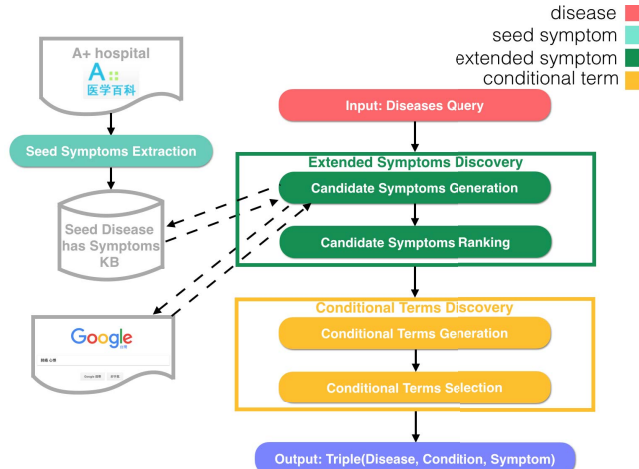 disease
seed symptom
extended symptom
conditional term
A+ hospital
A
医学百科
Input: Diseases Query
Seed Symptoms Extraction
Extended Symptoms Discovery
Candidate Symptoms Generation
Seed Disease
has Symptoms
KB
Candidate Symptoms Ranking
Conditional Terms Discovery
Google
Conditional Terms Generation
Conditional Terms Selection
Output: Triple(Disease, Condition, Symptom)